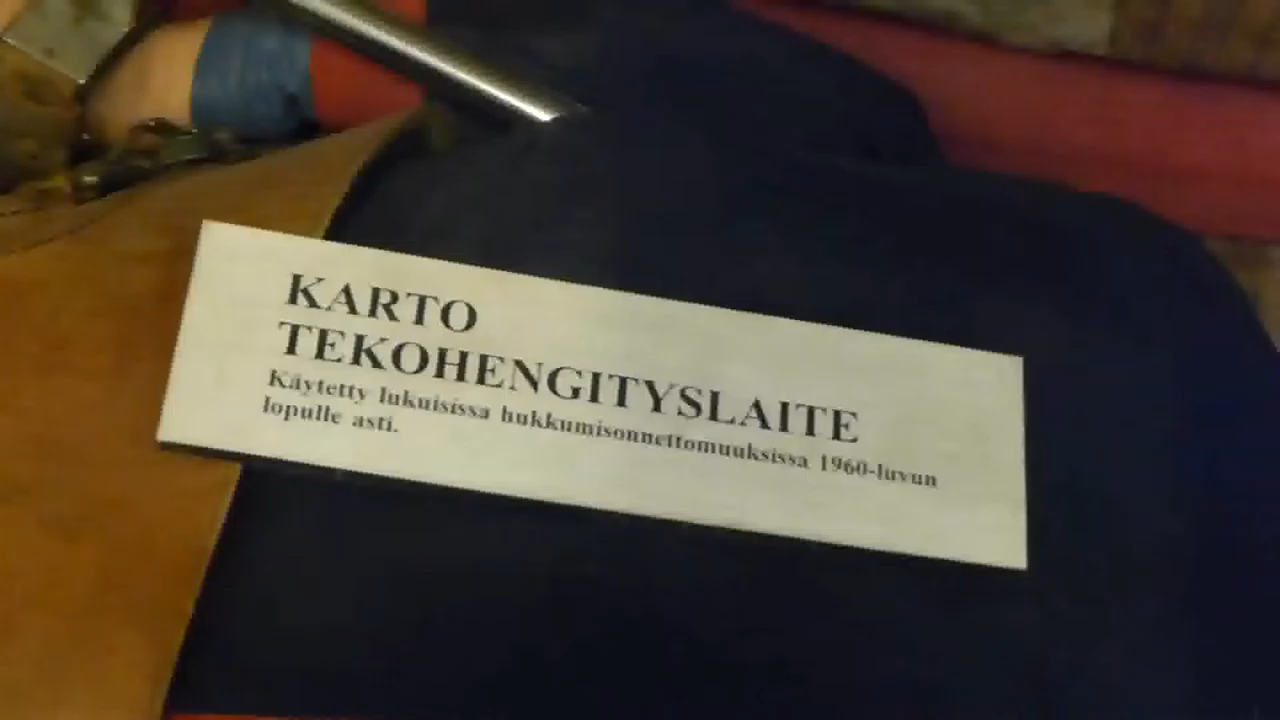 KARTO
TEKOHENGITYSLAITE
Käytetty lukuisissa hukkumisonnettomuuksissa 1960-luvun
lopulle asti.